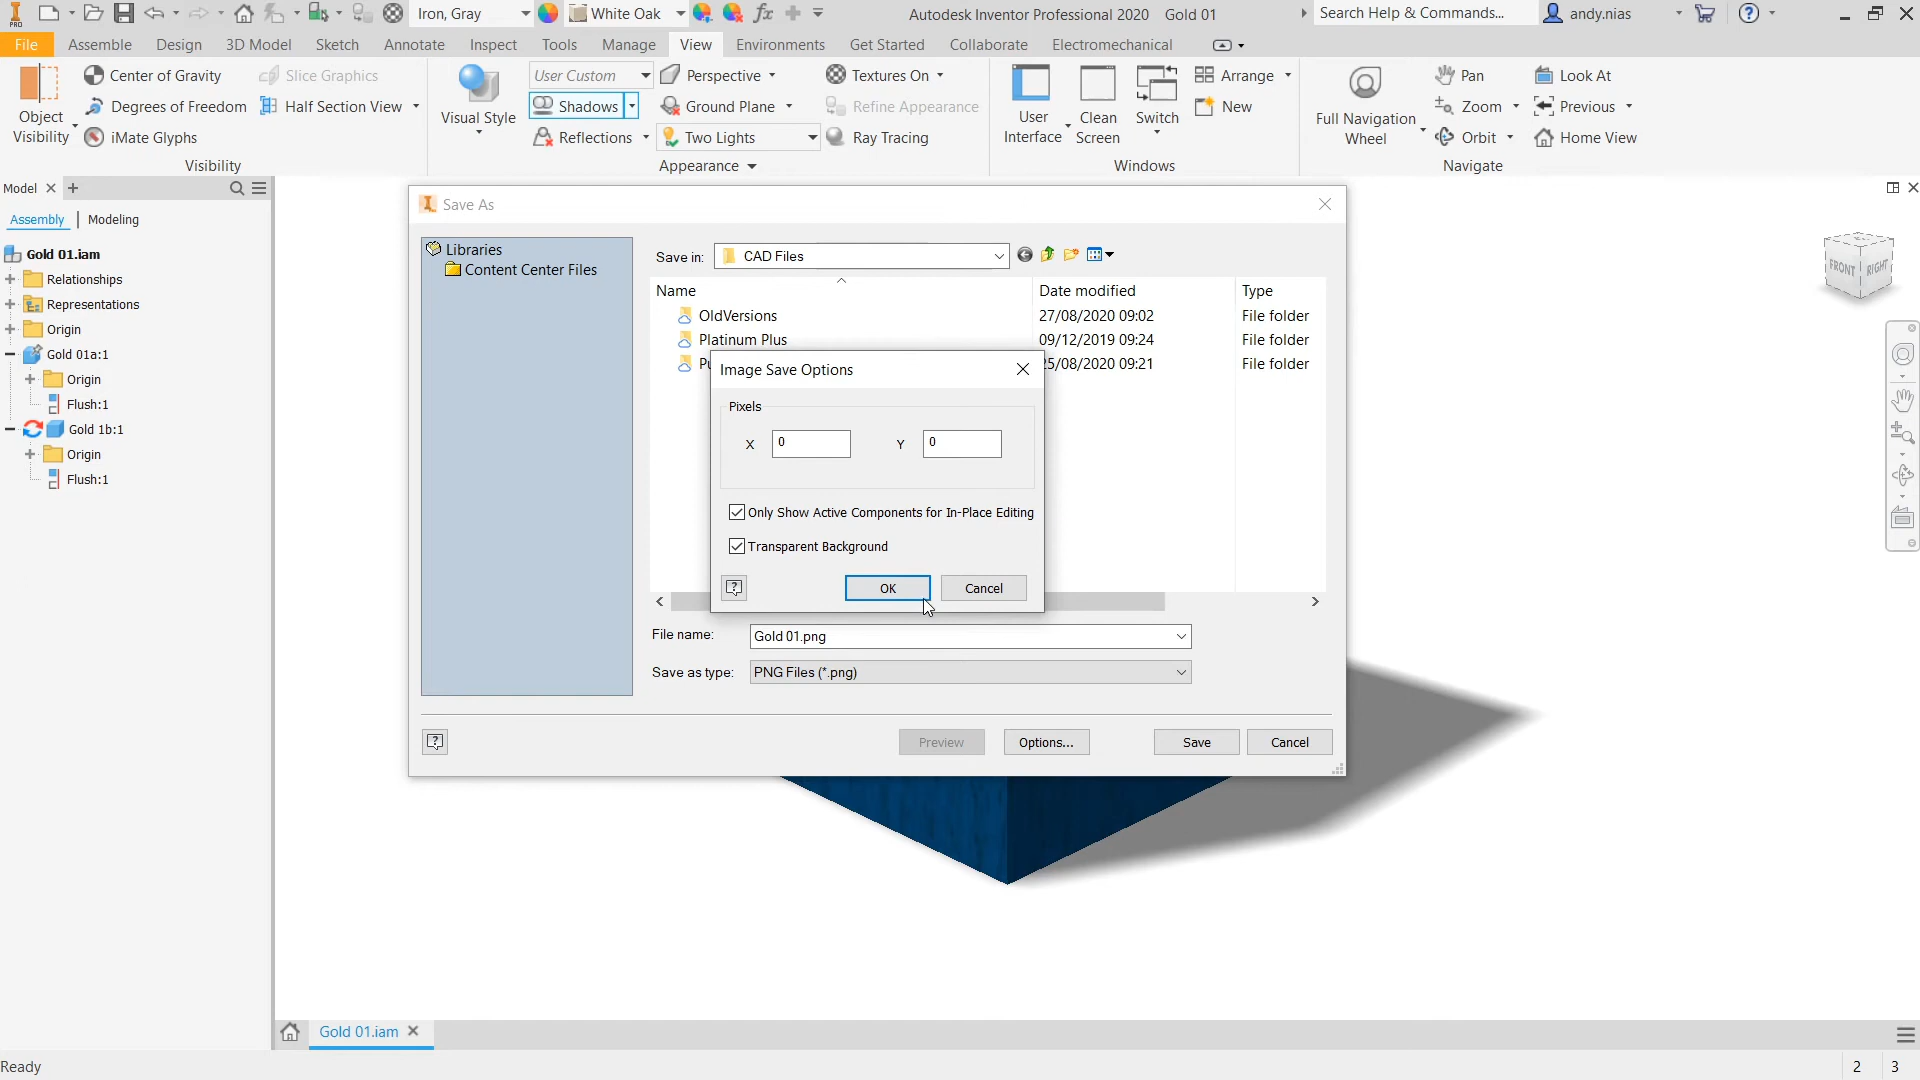 PRO Iron, Gray White Oak fx Autodesk Inventor Professional 2020 Gold 01 Search Help & Commands... andy.nias
File Assemble Design 3D Model Sketch Annotate Inspect Tools Manage View Environments Get Started Collaborate Electromechanical
Object Visibility
Center of Gravity
Degrees of Freedom
iMate Glyphs
Slice Graphics
Half Section View
Visibility
Visual Style
User Custom
Shadows
Reflections
Perspective
Ground Plane
Two Lights
Textures On
Refine Appearance
Ray Tracing
Appearance
User Interface
Clean Screen
Switch
Arrange
New
Windows
Full Navigation Wheel
Pan
Zoom
Orbit
Look At
Previous
Home View
Navigate
Model
Assembly | Modeling
Gold 01.iam
Relationships
Representations
Origin
Gold 01a:1
Origin
Flush:1
Gold 1b:1
Origin
Flush:1
Save As
Libraries
Content Center Files
Save in: CAD Files
Name Date modified Type
OldVersions 27/08/2020 09:02 File folder
Platinum Plus 09/12/2019 09:24 File folder
Pu 25/08/2020 09:21 File folder
Image Save Options
Pixels
X 0 Y 0
Only Show Active Components for In-Place Editing
Transparent Background
OK Cancel
File name: Gold 01.png
Save as type: PNG Files (*.png)
Preview Options... Save Cancel
FRONT RIGHT
Gold 01.iam
Ready 2 3